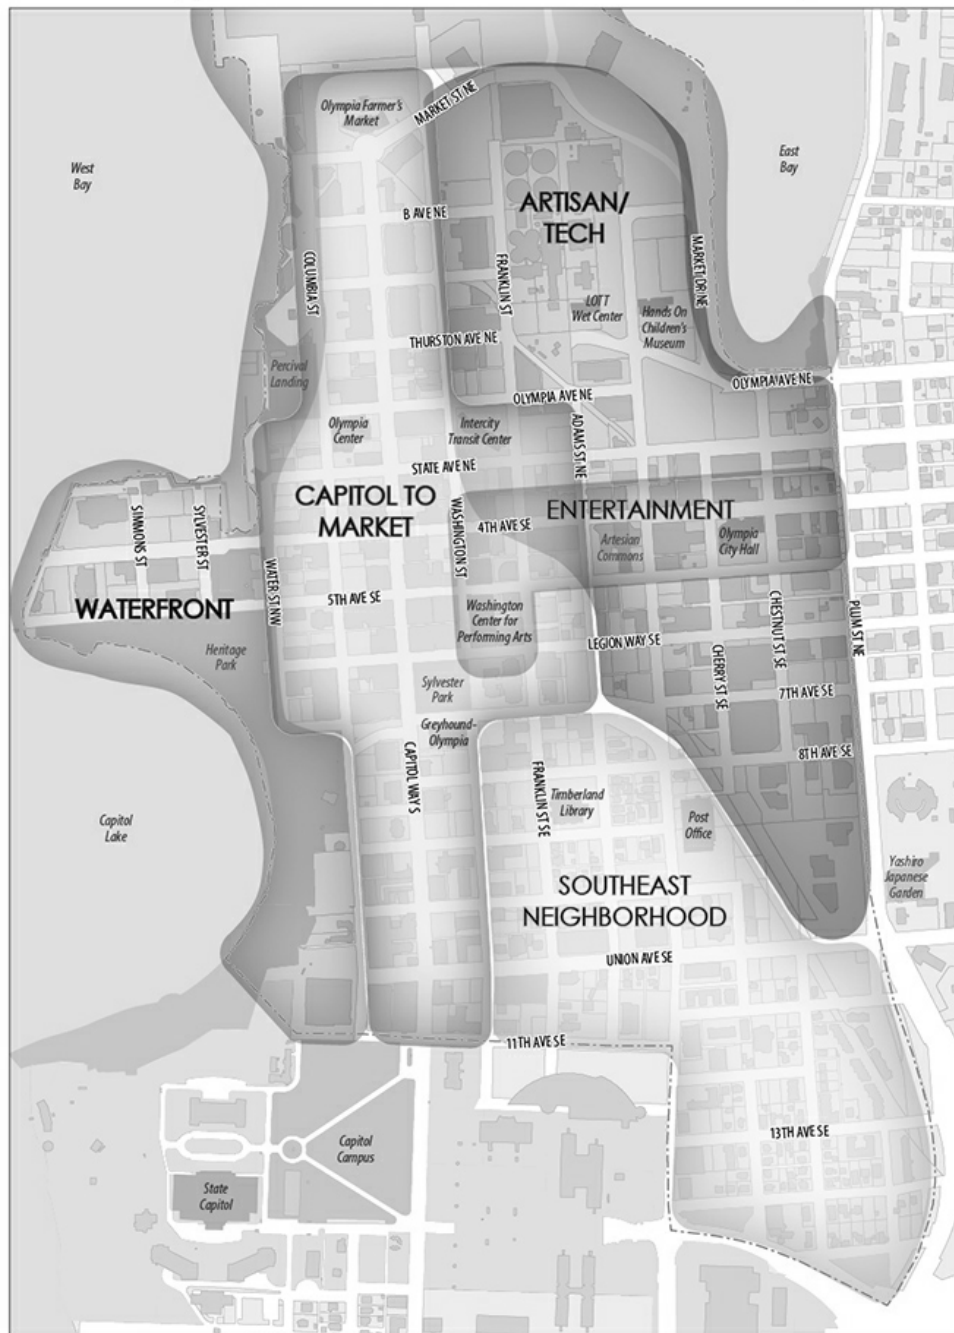 Olympia Farmer's
Market
MARKET ST NE
West
Bay
East
Bay
ARTISAN/
TECH
B AVE NE
COLUMBIA ST
FRANKLIN ST
MARKET DR NE
LOTT
Wet Center
Hands On
Children's
Museum
THURSTON AVE NE
Percival
Landing
OLYMPIA AVE NE
OLYMPIA AVE NE
Olympia
Center
Intercity
Transit Center
ADAMS ST NE
STATE AVE NE
CAPITOL TO
MARKET
WASHINGTON ST
ENTERTAINMENT
4TH AVE SE
SIMMONS ST
SYLVESTER ST
Artesian
Commons
Olympia
City Hall
WATER ST NW
5TH AVE SE
WATERFRONT
Washington
Center for
Performing Arts
CHESTNUT ST SE
PLUM ST NE
Heritage
Park
LEGION WAY SE
CHERRY ST SE
Sylvester
Park
7TH AVE SE
Greyhound-
Olympia
8TH AVE SE
CAPITOL WAY S
FRANKLIN ST SE
Timberland
Library
Post
Office
Capitol
Lake
Yashiro
Japanese
Garden
SOUTHEAST
NEIGHBORHOOD
UNION AVE SE
11TH AVE SE
13TH AVE SE
Capitol
Campus
State
Capitol